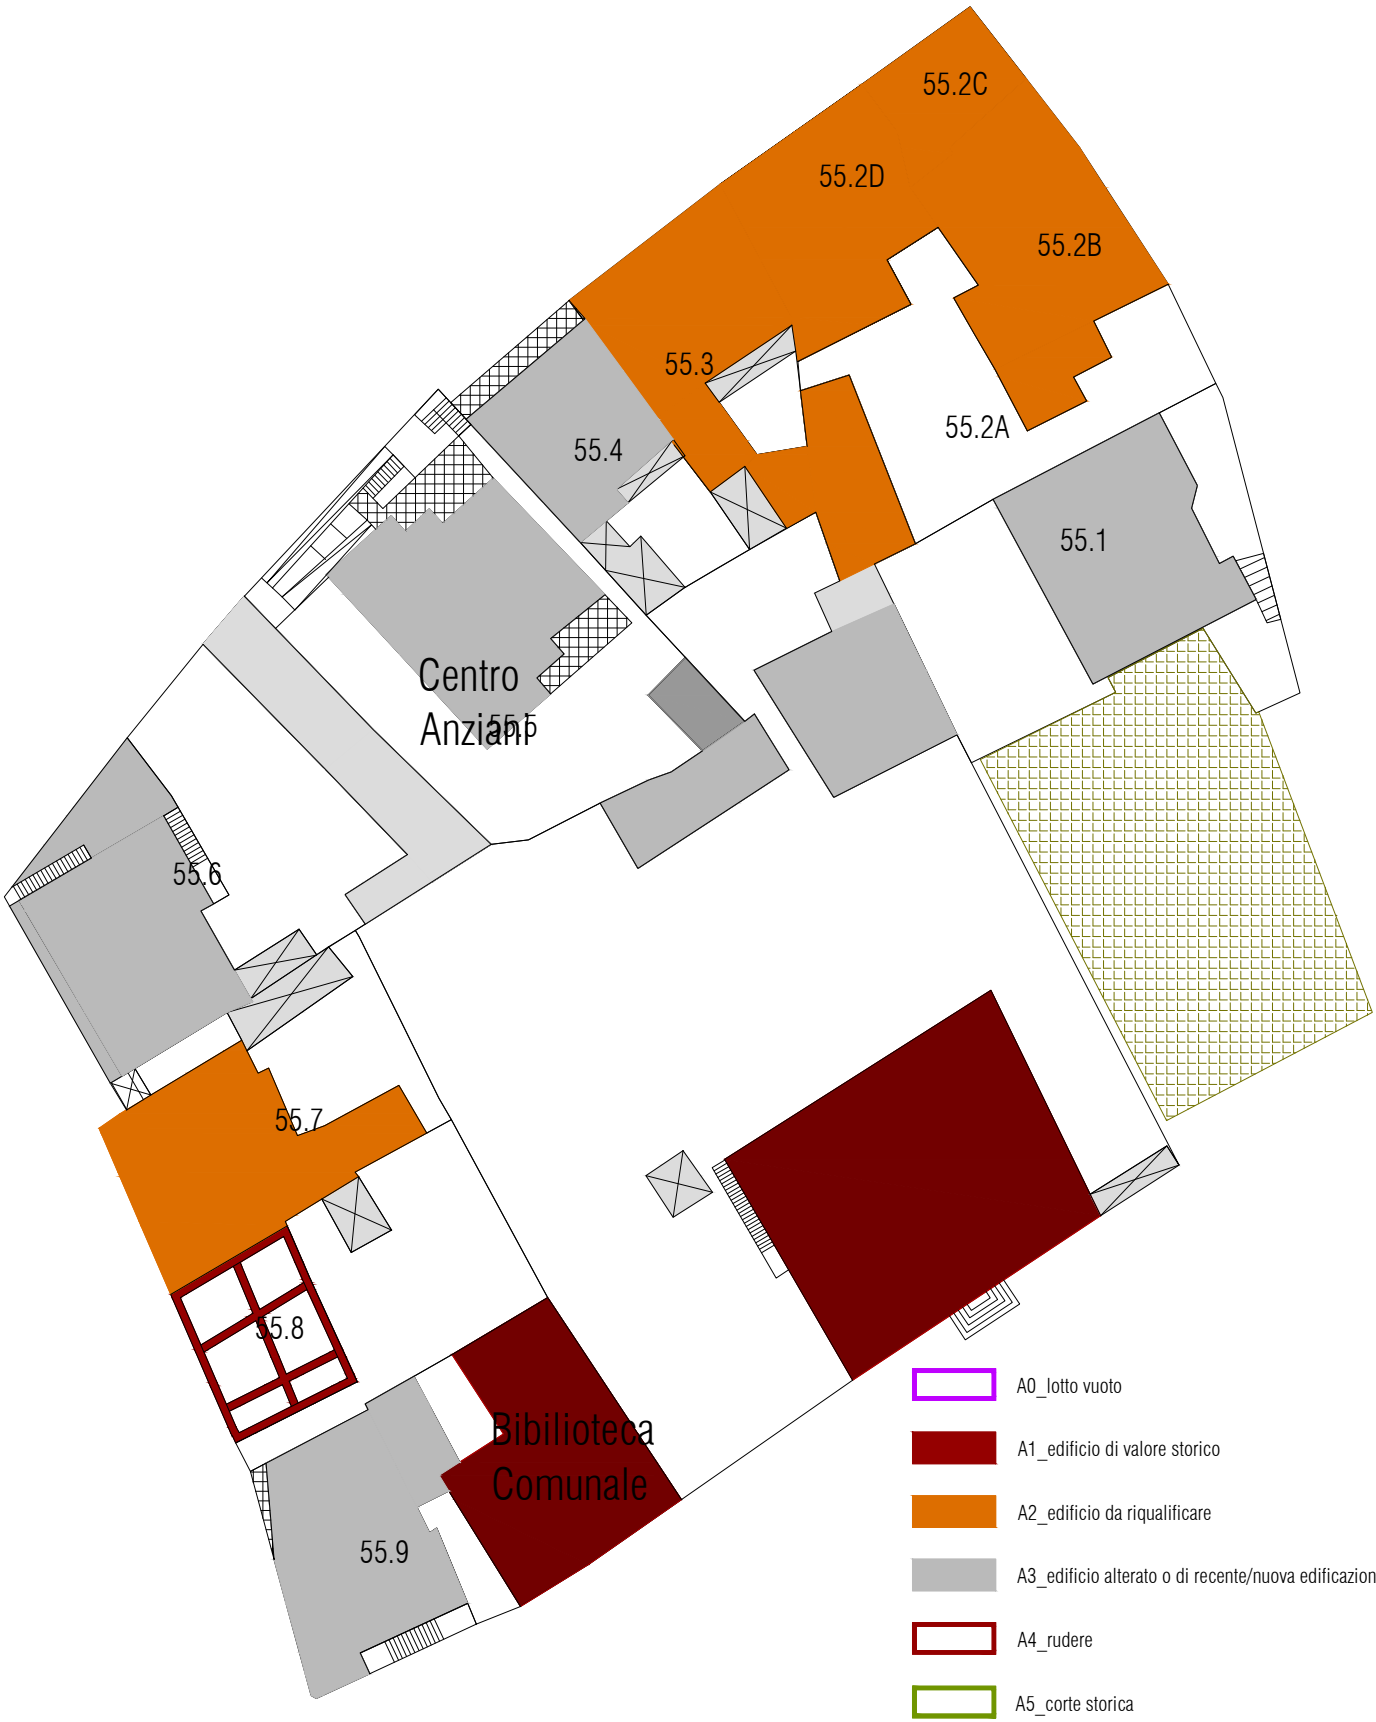 55.2C
55.2D
55.2B
55.3
55.2A
55.4
55.1
Centro
Anziani
55.5
55.6
55.7
55.8
Bibilioteca
Comunale
55.9
A0_lotto vuoto
A1_edificio di valore storico
A2_edificio da riqualificare
A3_edificio alterato o di recente/nuova edificazion
A4_rudere
A5_corte storica